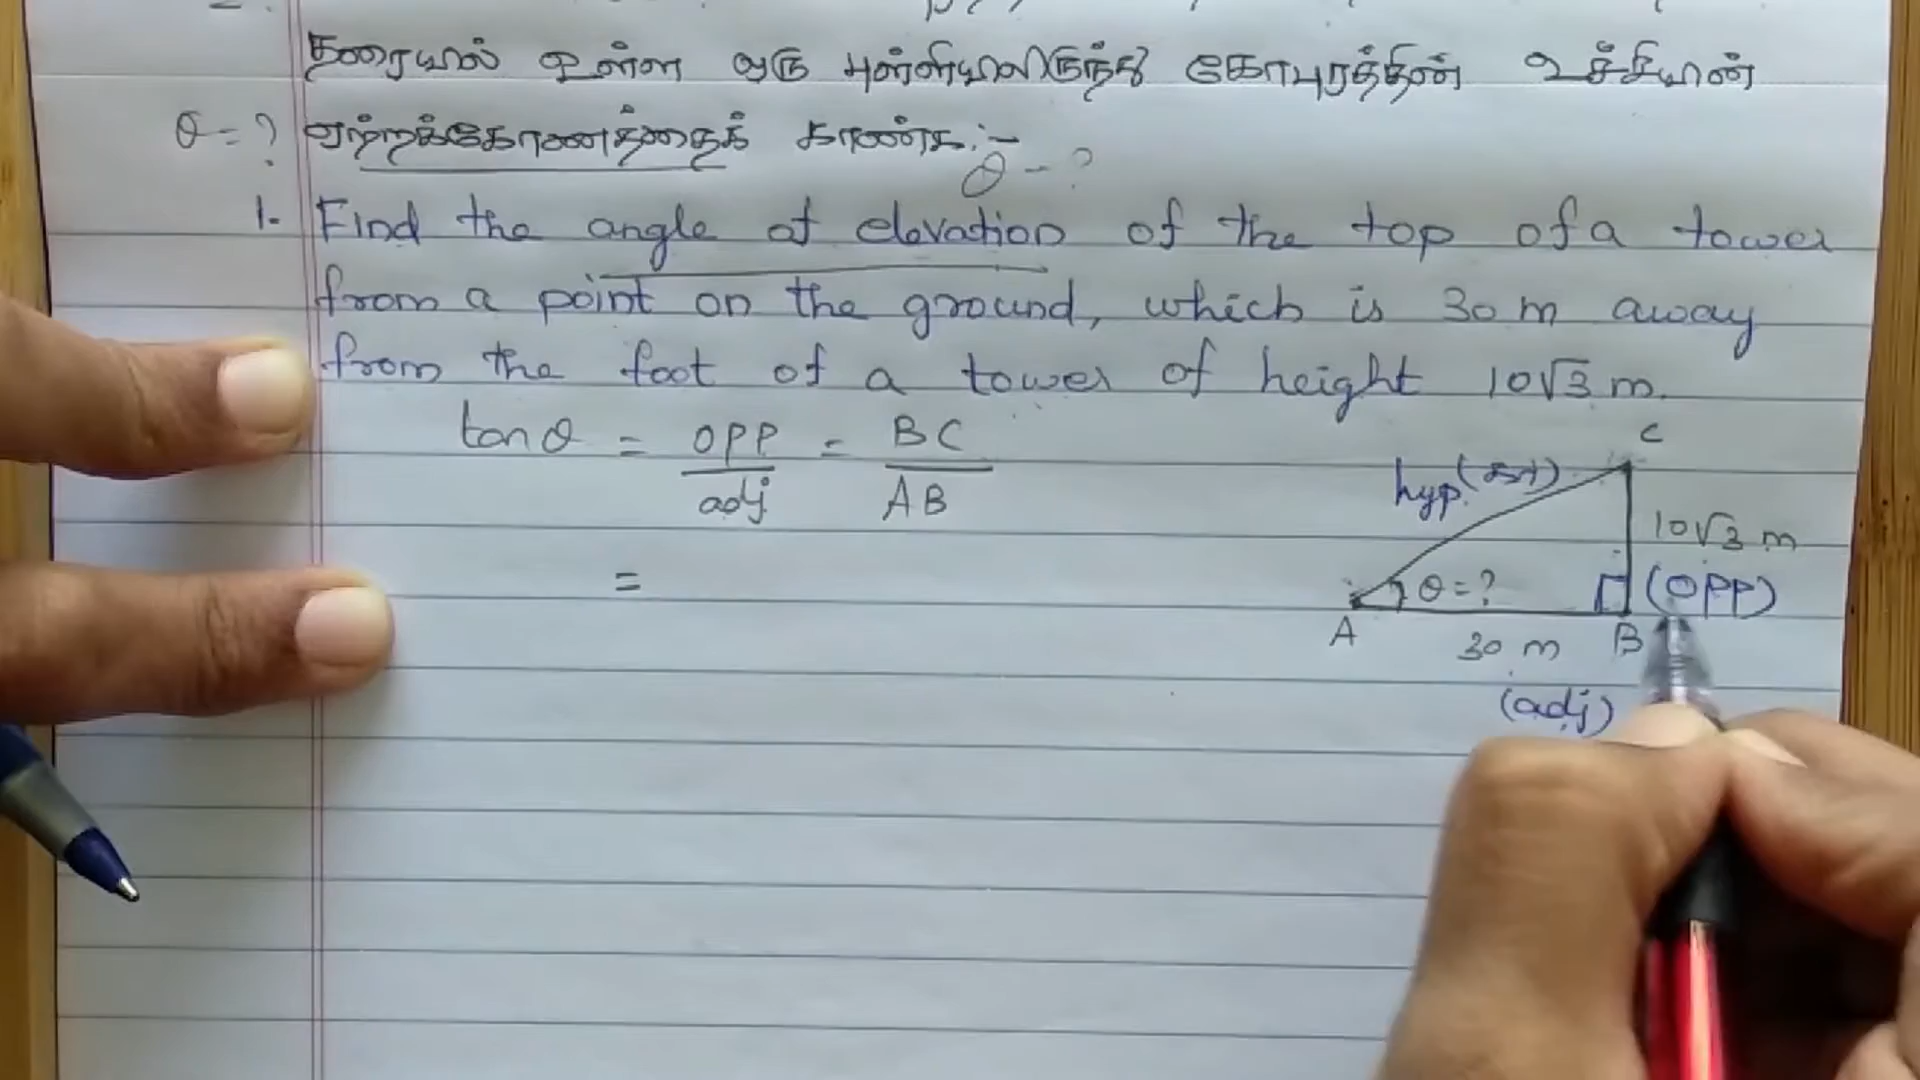 தரையில் உள்ள ஒரு புள்ளியிலிருந்து கோபுரத்தின் உச்சியின்
θ = ? ஏற்றக்கோணத்தைக் காண்க:-
θ - ?
1. Find the angle of elevation of the top of a tower
from a point on the ground, which is 30 m away
from the foot of a tower of height 10√3 m.
tan θ = opp/adj = BC/AB
=
C
hyp
10√3 m
θ = ?
(opp)
A
30 m
B
(adj)